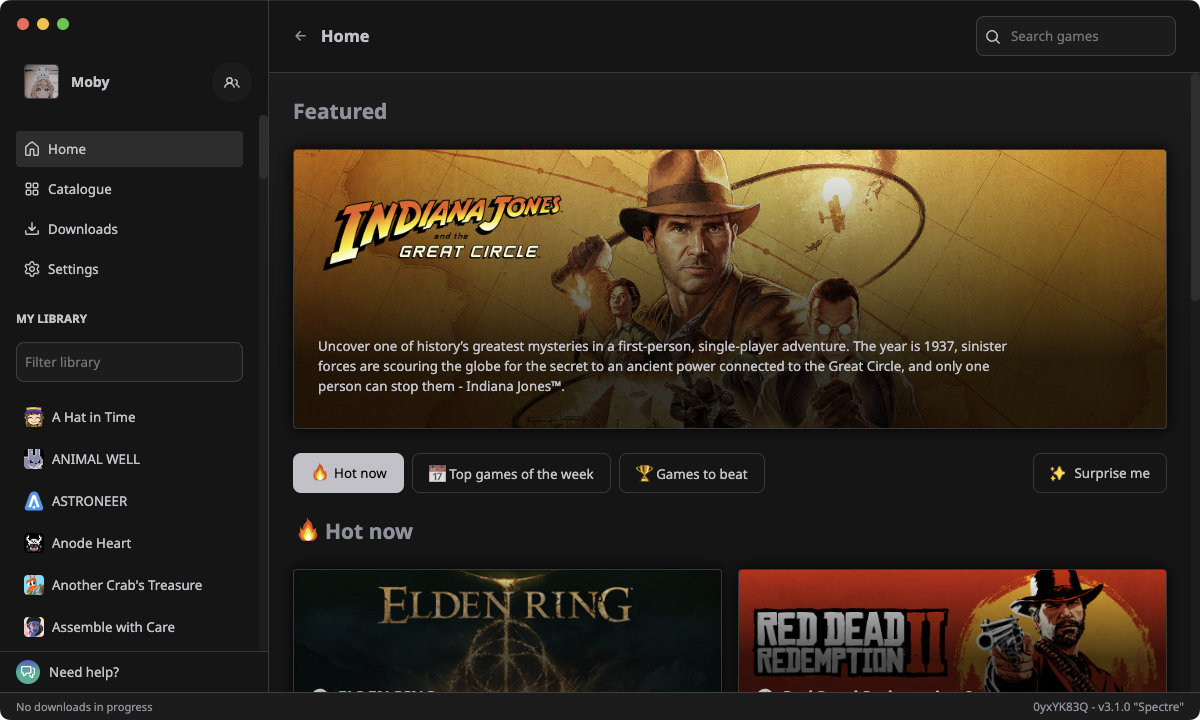 Moby
Home
Catalogue
Downloads
Settings
MY LIBRARY
Filter library
A Hat in Time
ANIMAL WELL
ASTRONEER
Anode Heart
Another Crab's Treasure
Assemble with Care
Need help?
Home
Search games
Featured
INDIANA JONES
and the
GREAT CIRCLE
Uncover one of history's greatest mysteries in a first-person, single-player adventure. The year is 1937, sinister
forces are scouring the globe for the secret to an ancient power connected to the Great Circle, and only one
person can stop them - Indiana Jones™.
Hot now
17 Top games of the week
Games to beat
Surprise me
Hot now
ELDEN RING
RED DEAD
REDEMPTION II
No downloads in progress
0yxYK83Q - v3.1.0 "Spectre"